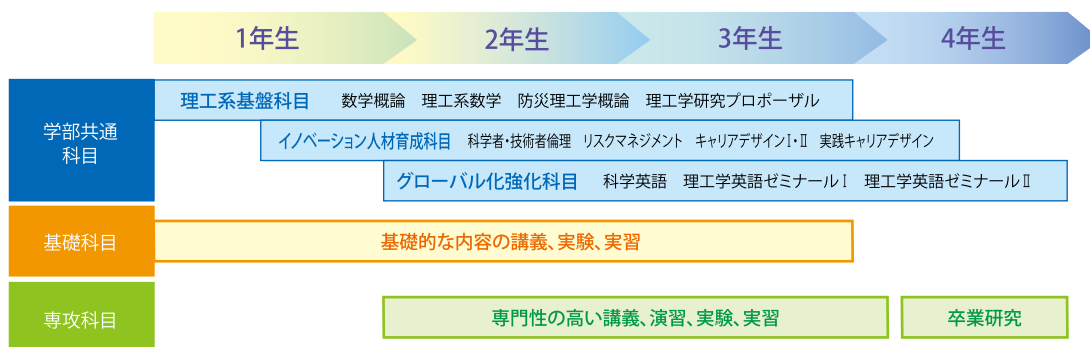 1年生 2年生 3年生 4年生
学部共通
科目
理工系基盤科目 数学概論 理工系数学 防災理工学概論 理工学研究プロポーザル
イノベーション人材育成科目 科学者・技術者倫理 リスクマネジメント キャリアデザインⅠ・Ⅱ 実践キャリアデザイン
グローバル化強化科目 科学英語 理工学英語ゼミナールⅠ 理工学英語ゼミナールⅡ
基礎科目
基礎的な内容の講義、実験、実習
専攻科目
専門性の高い講義、演習、実験、実習 卒業研究